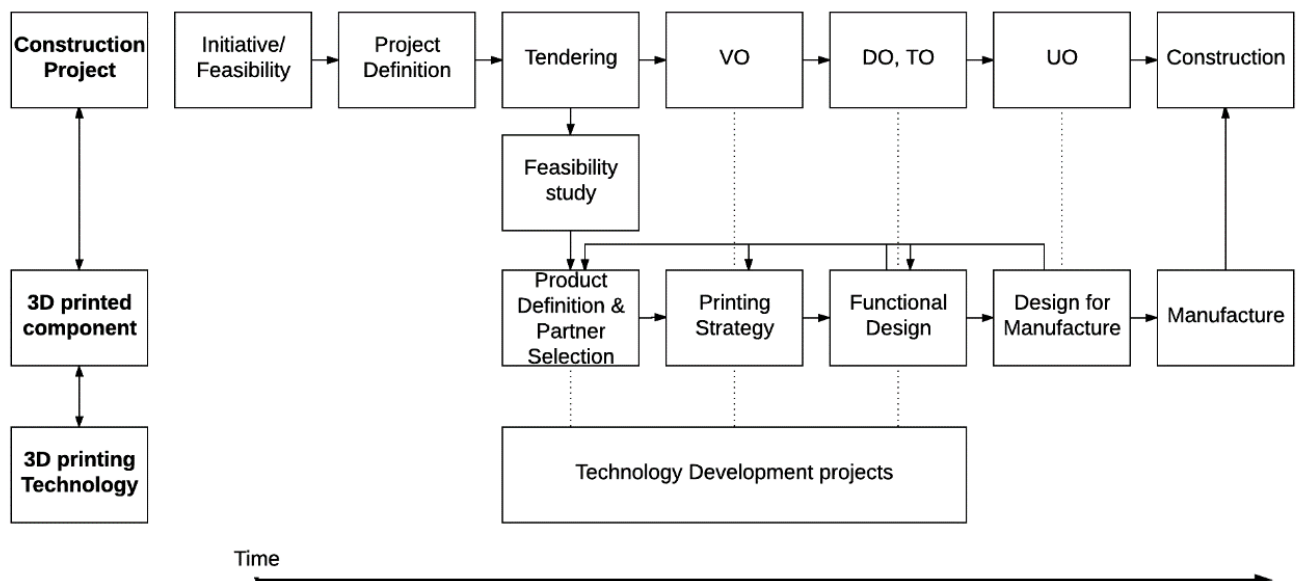 Construction
Project
Initiative/
Feasibility
Project
Definition
Tendering
VO
DO, TO
UO
Construction
Feasibility
study
3D printed
component
Product
Definition &
Partner
Selection
Printing
Strategy
Functional
Design
Design for
Manufacture
Manufacture
3D printing
Technology
Technology Development projects
Time